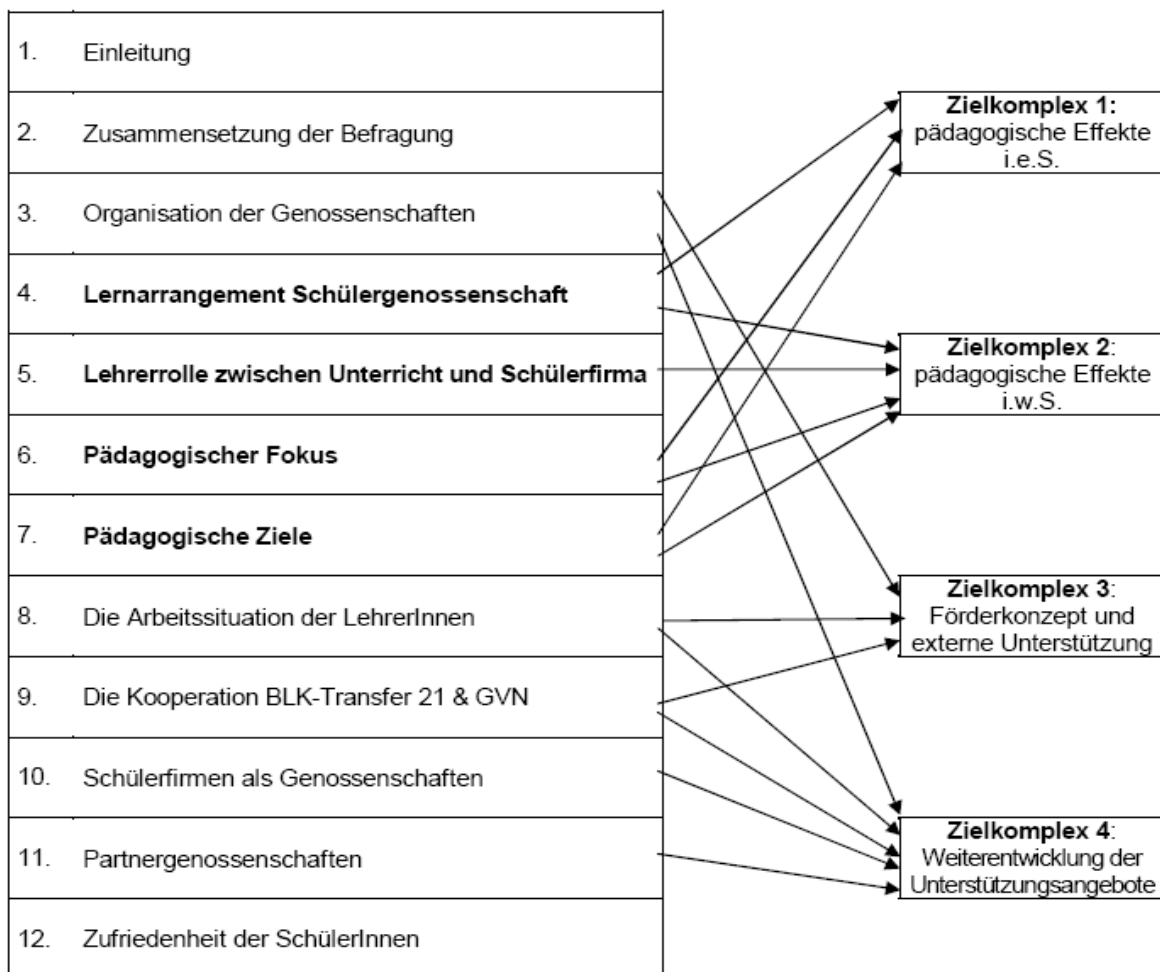 1. Einleitung
2. Zusammensetzung der Befragung
3. Organisation der Genossenschaften
4. Lernarrangement Schülergenossenschaft
5. Lehrerrolle zwischen Unterricht und Schülerfirma
6. Pädagogischer Fokus
7. Pädagogische Ziele
8. Die Arbeitssituation der LehrerInnen
9. Die Kooperation BLK-Transfer 21 & GVN
10. Schülerfirmen als Genossenschaften
11. Partnergenossenschaften
12. Zufriedenheit der SchülerInnen
Zielkomplex 1:
pädagogische Effekte
i.e.S.
Zielkomplex 2:
pädagogische Effekte
i.w.S.
Zielkomplex 3:
Förderkonzept und
externe Unterstützung
Zielkomplex 4:
Weiterentwicklung der
Unterstützungsangebote